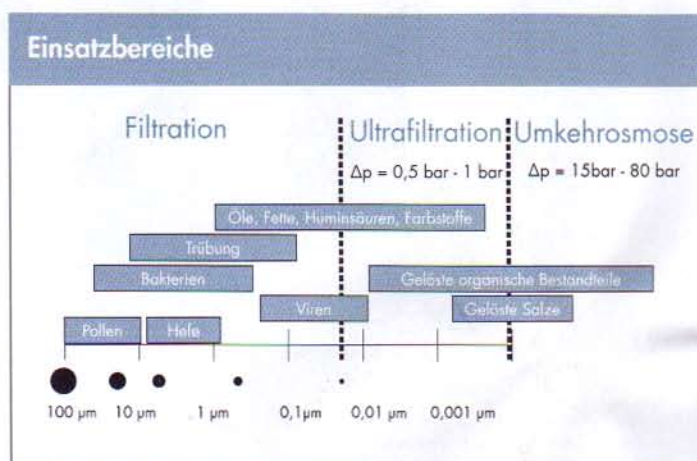 Einsatzbereiche
Filtration
Ultrafiltration
Umkehrosmose
Δp = 0,5 bar - 1 bar
Δp = 15bar - 80 bar
Öle, Fette, Huminsäuren, Farbstoffe
Trübung
Bakterien
Gelöste organische Bestandteile
Viren
Gelöste Salze
Pollen
Hefe
100 µm
10 µm
1 µm
0,1µm
0,01 µm
0,001 µm